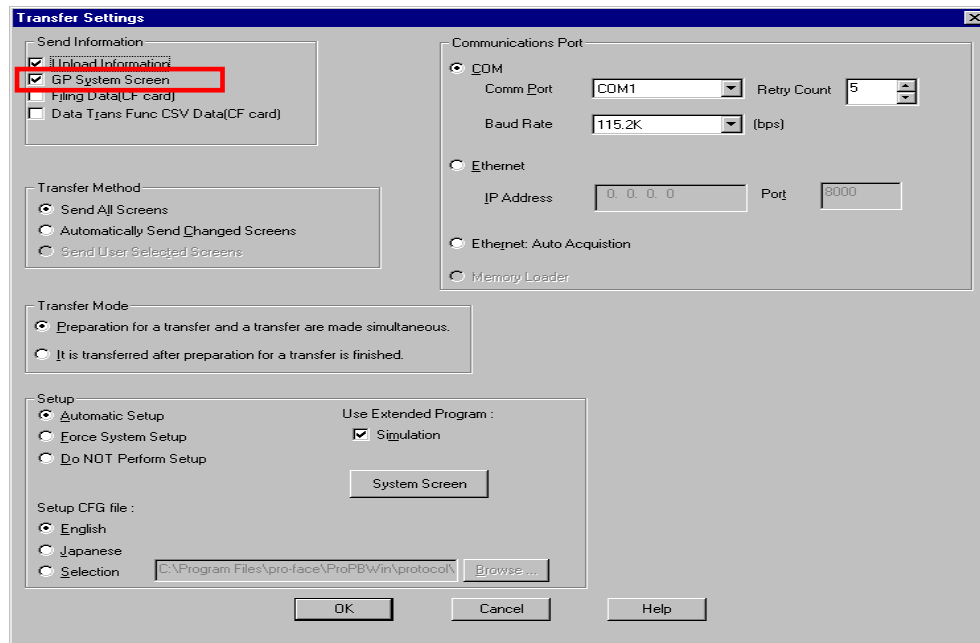 Transfer Settings
Send Information
Upload Information
GP System Screen
Filing Data(CF card)
Data Trans Func CSV Data(CF card)
Communications Port
COM
Comm Port COM1 Retry Count 5
Baud Rate 115.2K (bps)
Ethernet
IP Address 0. 0. 0. 0 Port 8000
Ethernet: Auto Acquistion
Memory Loader
Transfer Method
Send All Screens
Automatically Send Changed Screens
Send User Selected Screens
Transfer Mode
Preparation for a transfer and a transfer are made simultaneous.
It is transferred after preparation for a transfer is finished.
Setup
Automatic Setup
Force System Setup
Do NOT Perform Setup
Use Extended Program :
Simulation
System Screen
Setup CFG file :
English
Japanese
Selection C:\Program Files\pro-face\ProPBWin\protocol\ Browse ...
OK Cancel Help